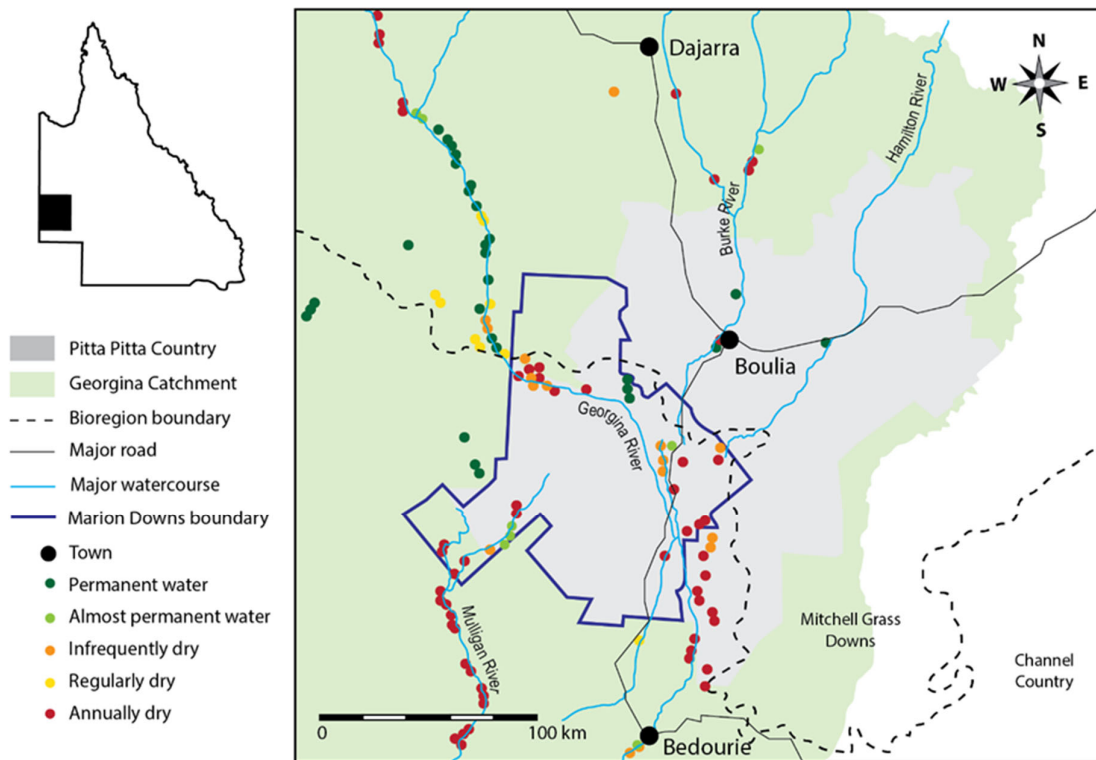 Pitta Pitta Country
Georgina Catchment
Bioregion boundary
Major road
Major watercourse
Marion Downs boundary
Town
Permanent water
Almost permanent water
Infrequently dry
Regularly dry
Annually dry
Dajarra
N
W
E
S
Hamilton River
Burke River
Boulia
Georgina River
Mulligan River
Mitchell Grass
Downs
Channel
Country
0
100 km
Bedourie